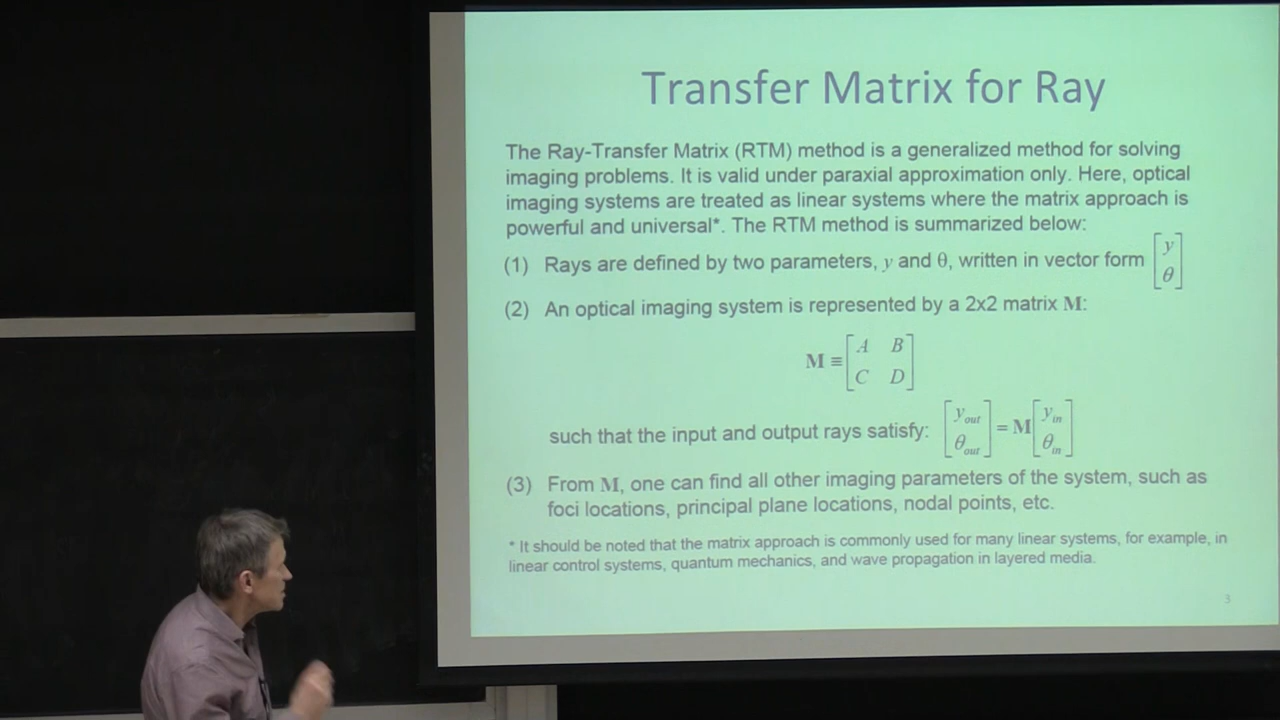 Transfer Matrix for Ray
The Ray-Transfer Matrix (RTM) method is a generalized method for solving
imaging problems. It is valid under paraxial approximation only. Here, optical
imaging systems are treated as linear systems where the matrix approach is
powerful and universal*. The RTM method is summarized below:
(1) Rays are defined by two parameters, y and θ, written in vector form [y θ]
(2) An optical imaging system is represented by a 2x2 matrix M:
M ≡ [A B
C D]
such that the input and output rays satisfy: [y_out θ_out] = M [y_in θ_in]
(3) From M, one can find all other imaging parameters of the system, such as
foci locations, principal plane locations, nodal points, etc.
* It should be noted that the matrix approach is commonly used for many linear systems, for example, in
linear control systems, quantum mechanics, and wave propagation in layered media.
3